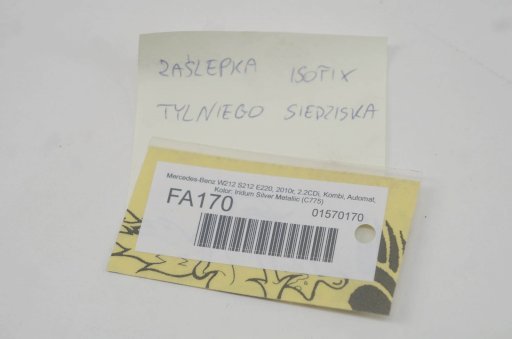 ZAŚLEPKA ISOFIX
TYLNIEGO SIEDZISKA
Mercedes-Benz W212 S212 E220, 2010r, 2.2CDi, Kombi, Automat,
Kolor: Iridum Silver Metallic (C775)
FA170
01570170